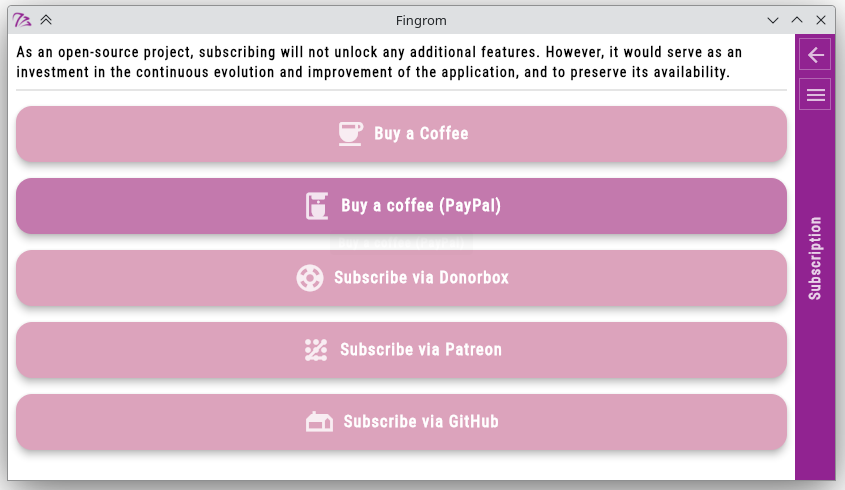 Fingrom
As an open-source project, subscribing will not unlock any additional features. However, it would serve as an
investment in the continuous evolution and improvement of the application, and to preserve its availability.
Buy a Coffee
Buy a coffee (PayPal)
Subscribe via Donorbox
Subscribe via Patreon
Subscribe via GitHub
Subscription